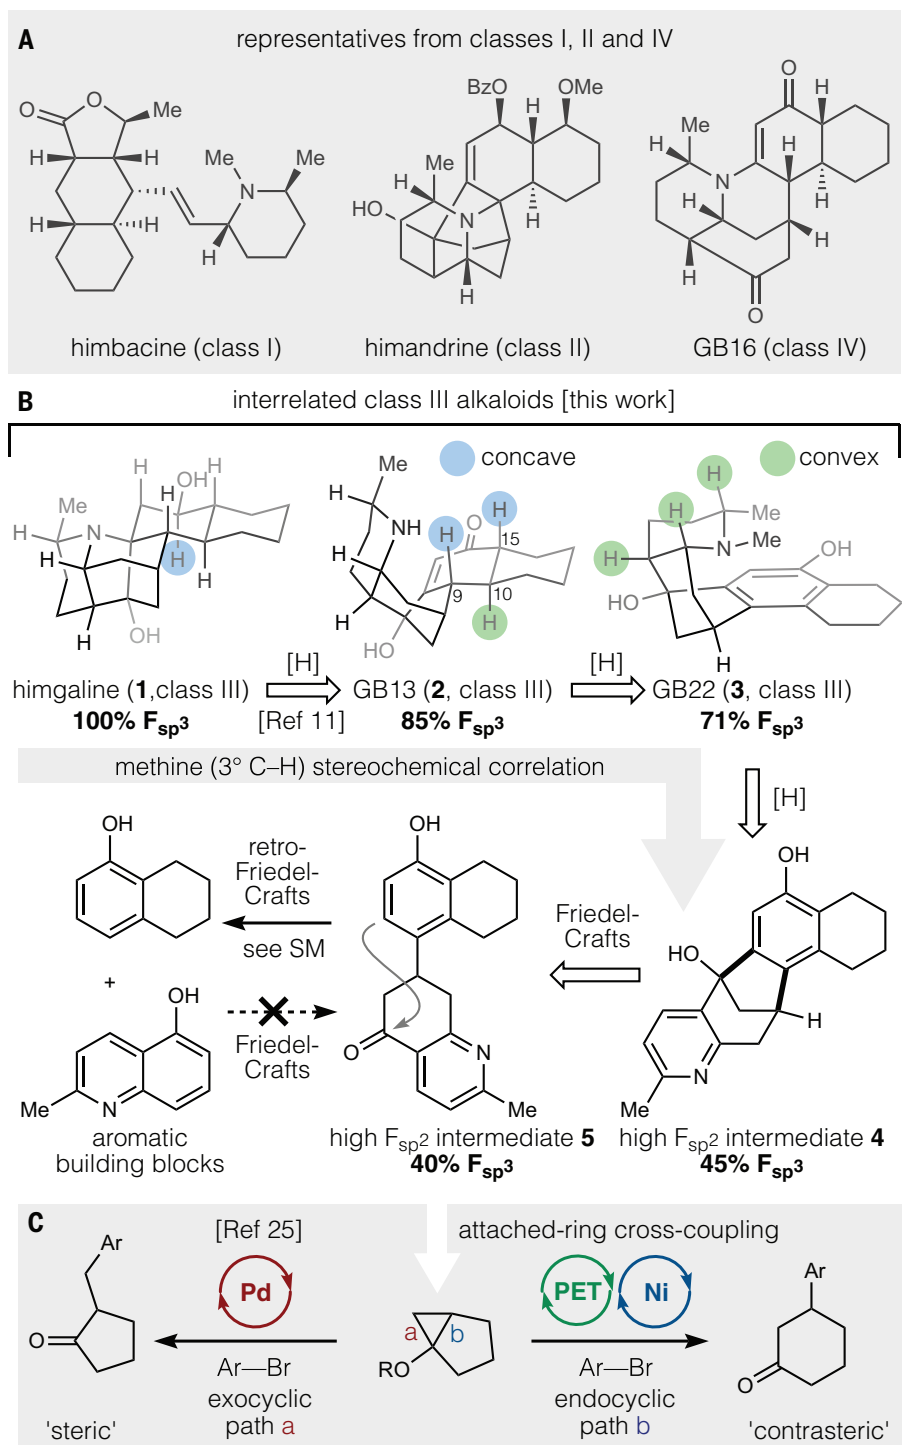 A
representatives from classes I, II and IV
O
O
Me
H
H
H
H
Me
N
Me
H
himbacine (class I)
BzO
OMe
H
Me
H
HO
N
H
H
himandrine (class II)
O
H
Me
H
H
N
H
H
H
H
O
GB16 (class IV)
B
interrelated class III alkaloids [this work]
concave
convex
H
OH
H
Me
H
H
N
H
H
H
H
OH
himgaline (1,class III)
100% Fsp3
[H]
[Ref 11]
Me
H
NH
H
O
H
15
H
9
10
H
H
HO
GB13 (2, class III)
85% Fsp3
[H]
H
H
Me
H
N
Me
OH
HO
H
GB22 (3, class III)
71% Fsp3
methine (3° C–H) stereochemical correlation
[H]
OH
retro-
Friedel-
Crafts
see SM
+
OH
Me
N
Friedel-
Crafts
aromatic
building blocks
OH
O
N
Me
high Fsp2 intermediate 5
40% Fsp3
Friedel-
Crafts
OH
HO
H
N
Me
high Fsp2 intermediate 4
45% Fsp3
C
[Ref 25]
attached-ring cross-coupling
Ar
O
'steric'
Pd
Ar—Br
exocyclic
path a
a
b
RO
PET
Ni
Ar—Br
endocyclic
path b
Ar
O
'contrasteric'